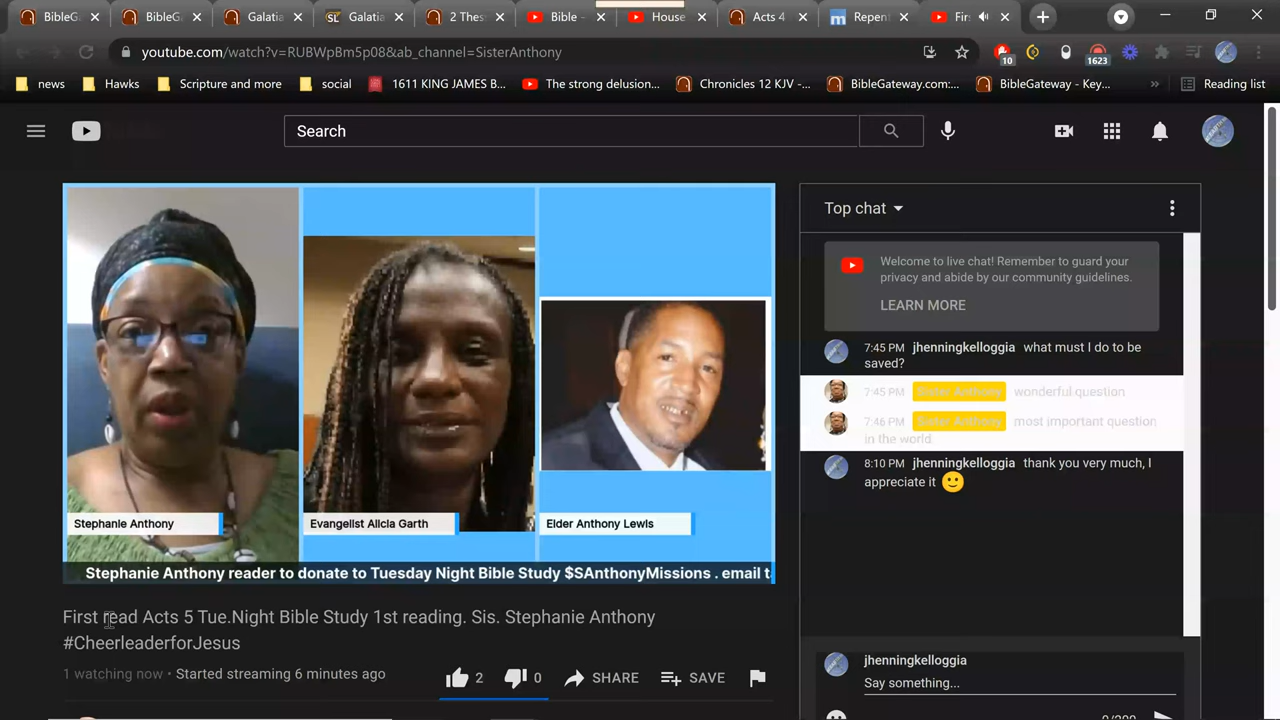 BibleG
BibleG
Galatia
Galatia
2 Thess
Bible -
House
Acts 4
Repent
Firs
youtube.com/watch?v=RUBWpBm5p08&ab_channel=SisterAnthony
10
1623
news
Hawks
Scripture and more
social
1611 KING JAMES B...
The strong delusion...
Chronicles 12 KJV -...
BibleGateway.com:...
BibleGateway - Key...
»
Reading list
Search
Top chat
Welcome to live chat! Remember to guard your
privacy and abide by our community guidelines.
LEARN MORE
7:45 PM jhenningkelloggia what must I do to be
saved?
7:45 PM Sister Anthony wonderful question
7:46 PM Sister Anthony most important question
in the world
8:10 PM jhenningkelloggia thank you very much, I
appreciate it
Stephanie Anthony
Evangelist Alicia Garth
Elder Anthony Lewis
Stephanie Anthony reader to donate to Tuesday Night Bible Study $SAnthonyMissions . email t
First read Acts 5 Tue.Night Bible Study 1st reading. Sis. Stephanie Anthony
#CheerleaderforJesus
1 watching now • Started streaming 6 minutes ago
2
0
SHARE
SAVE
jhenningkelloggia
Say something...
0/200